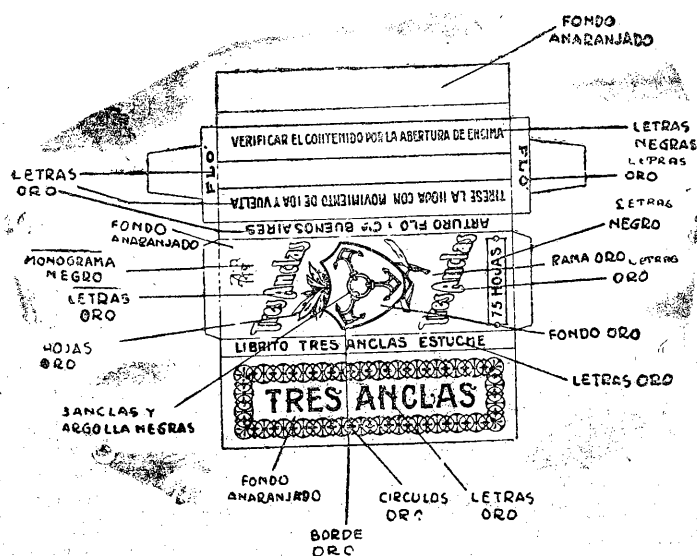 FONDO
ANARANJADO
VERIFICAR EL CONTENIDO POR LA ABERTURA DE ENCIMA
LETRAS
NEGRAS
FLO
FLO
LETRAS
ORO
LETRAS
ORO
TIRESE LA HOJA CON MOVIMIENTO DE IDA Y VUELTA
ARTURO FLO Y Cia BUENOS AIRES
LETRAS
NEGRO
FONDO
ANARANJADO
MONOGRAMA
NEGRO
LETRAS
ORO
Tres Anclas
Tres Anclas
75 HOJAS
RAMA ORO
LETRAS
ORO
HOJAS
ORO
FONDO ORO
LIBRITO TRES ANCLAS ESTUCHE
LETRAS ORO
TRES ANCLAS
3 ANCLAS Y
ARGOLLA NEGRAS
FONDO
ANARANJADO
CIRCULOS
ORO
LETRAS
ORO
BORDE
ORO